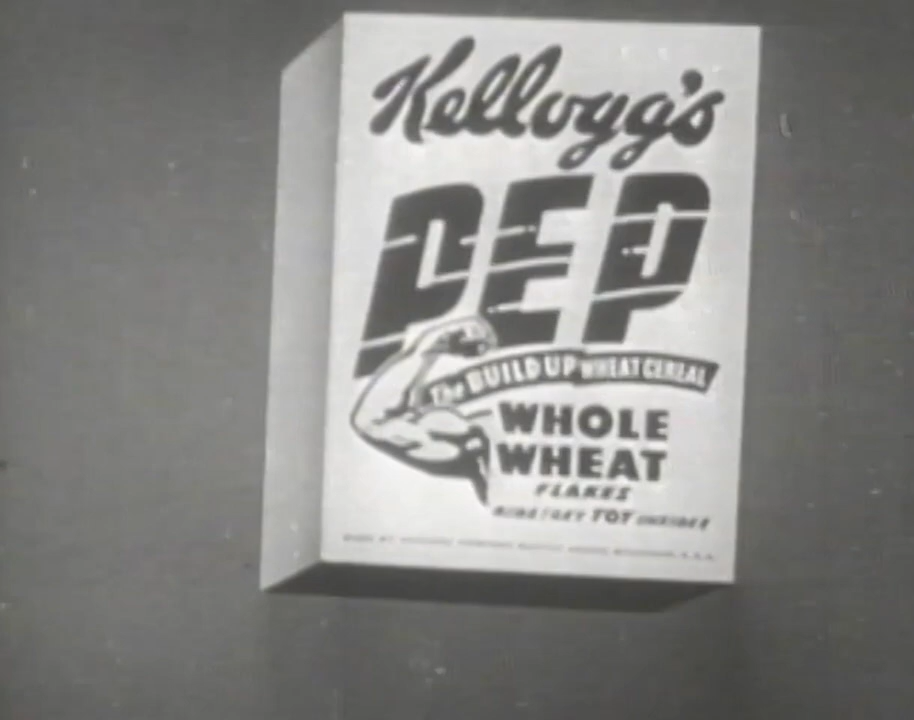 Kellogg's
PEP
The BUILD UP WHEAT CEREAL
WHOLE
WHEAT
FLAKES
TOY INSIDE!